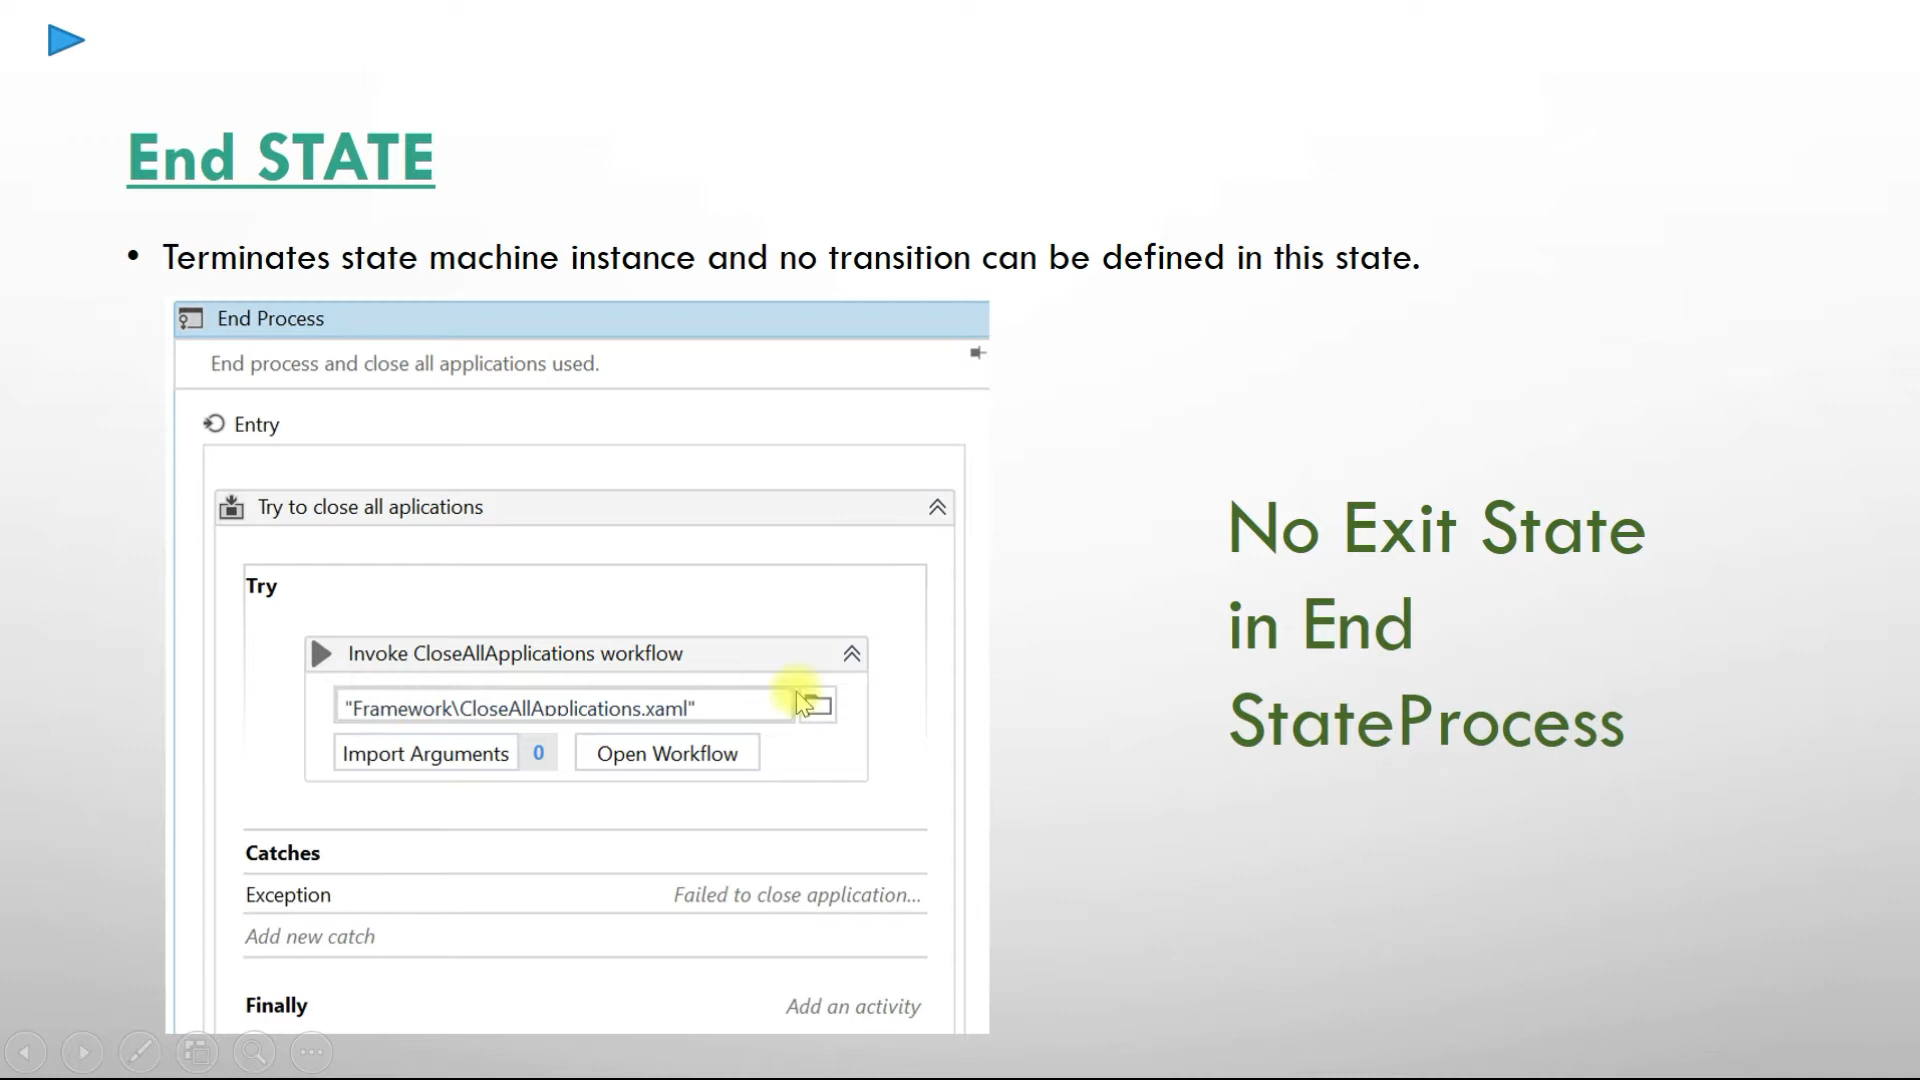 End STATE
• Terminates state machine instance and no transition can be defined in this state.
End Process
End process and close all applications used.
Entry
Try to close all aplications
Try
Invoke CloseAllApplications workflow
"Framework\CloseAllApplications.xaml"
Import Arguments 0 Open Workflow
Catches
Exception Failed to close application...
Add new catch
Finally Add an activity
No Exit State
in End
StateProcess